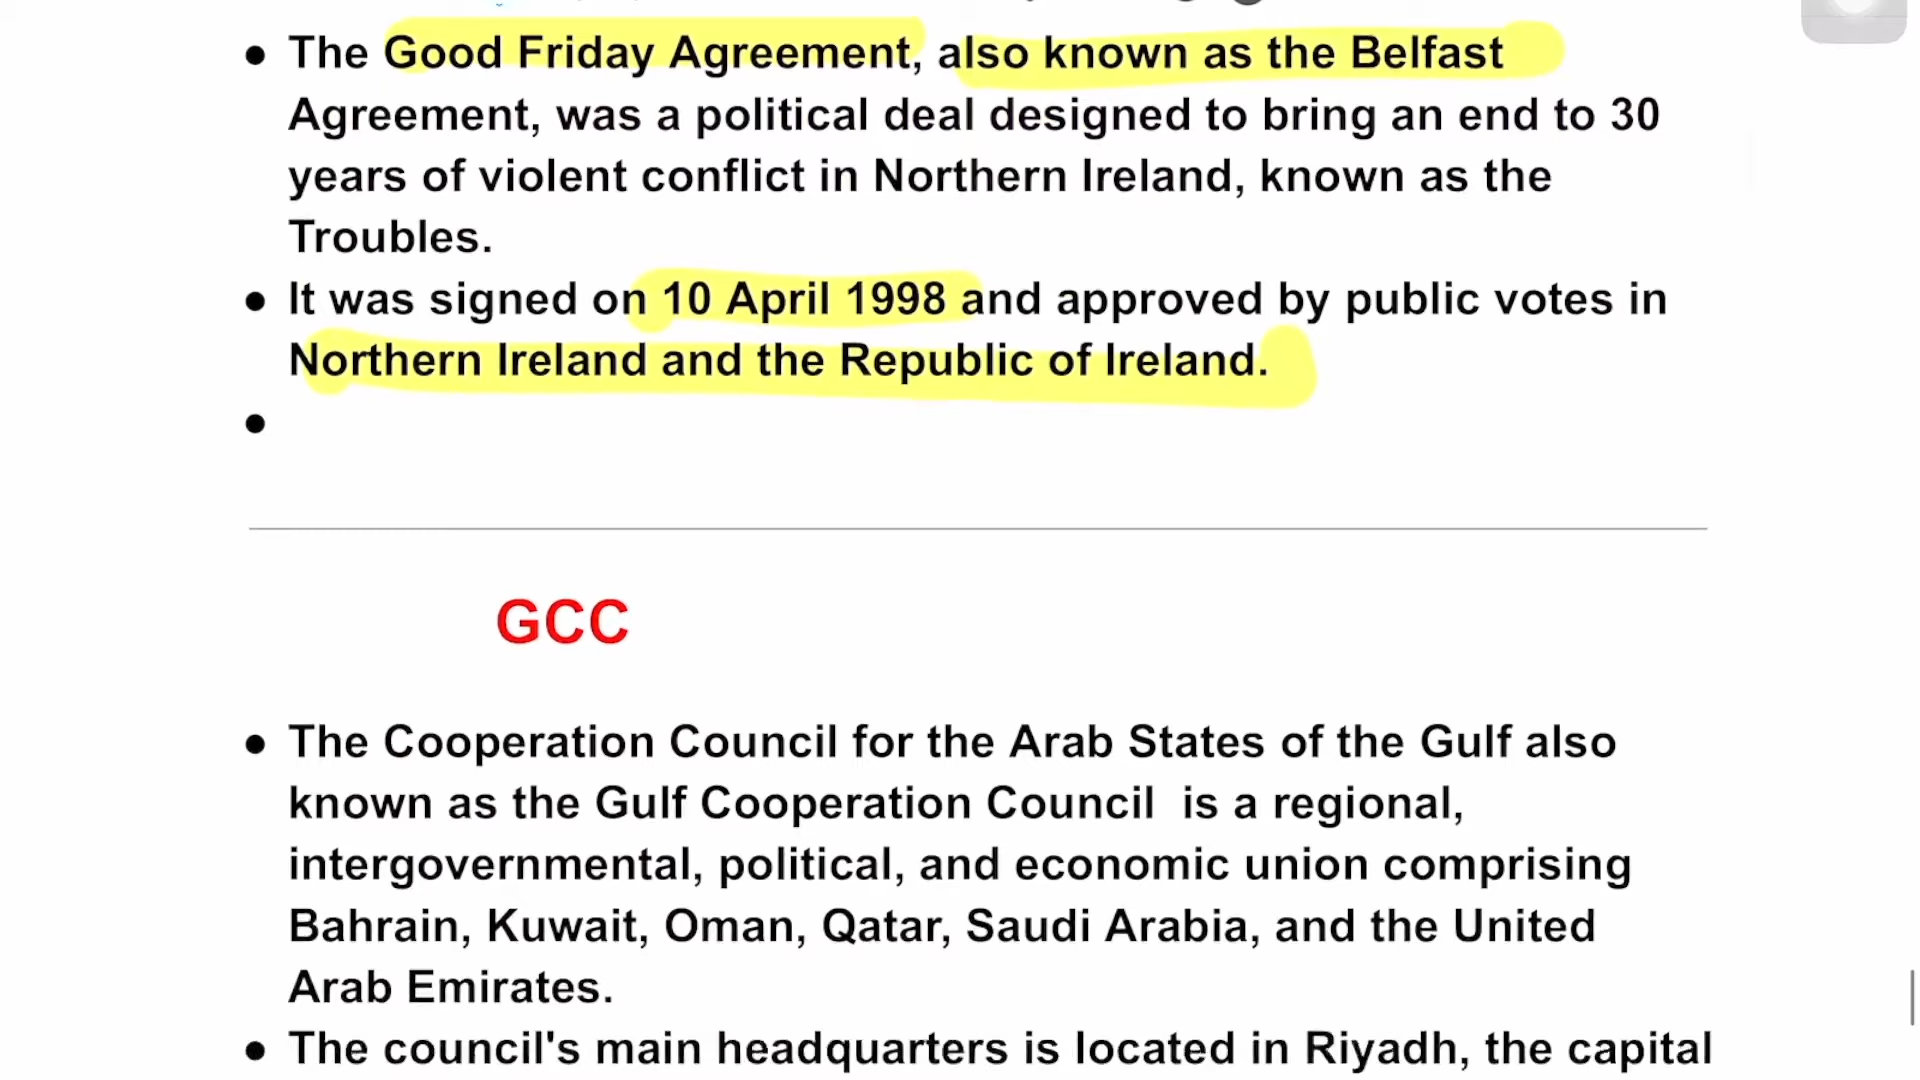 ● The Good Friday Agreement, also known as the Belfast
Agreement, was a political deal designed to bring an end to 30
years of violent conflict in Northern Ireland, known as the
Troubles.
● It was signed on 10 April 1998 and approved by public votes in
Northern Ireland and the Republic of Ireland.
●
GCC
● The Cooperation Council for the Arab States of the Gulf also
known as the Gulf Cooperation Council is a regional,
intergovernmental, political, and economic union comprising
Bahrain, Kuwait, Oman, Qatar, Saudi Arabia, and the United
Arab Emirates.
● The council's main headquarters is located in Riyadh, the capital